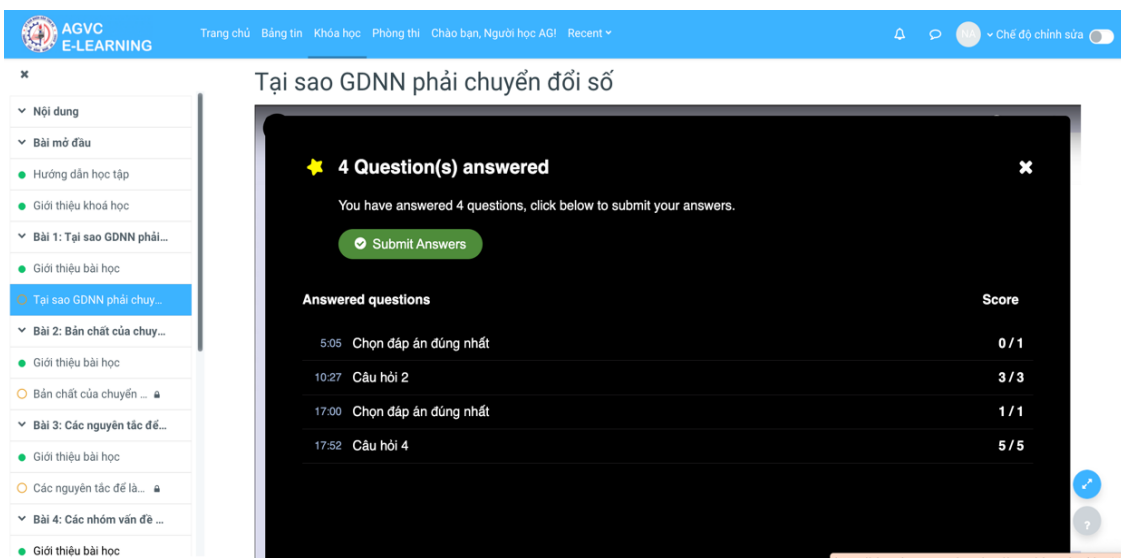 AGVC
E-LEARNING
Trang chủ Bảng tin Khóa học Phòng thi Chào bạn, Người học AG! Recent
NA
Chế độ chỉnh sửa
Tại sao GDNN phải chuyển đổi số
Nội dung
Bài mở đầu
Hướng dẫn học tập
Giới thiệu khoá học
Bài 1: Tại sao GDNN phải...
Giới thiệu bài học
Tại sao GDNN phải chuy...
Bài 2: Bản chất của chuy...
Giới thiệu bài học
Bản chất của chuyển ...
Bài 3: Các nguyên tắc để...
Giới thiệu bài học
Các nguyên tắc để là...
Bài 4: Các nhóm vấn đề ...
Giới thiệu bài học
4 Question(s) answered
You have answered 4 questions, click below to submit your answers.
Submit Answers
Answered questions Score
5:05 Chọn đáp án đúng nhất 0 / 1
10:27 Câu hỏi 2 3 / 3
17:00 Chọn đáp án đúng nhất 1 / 1
17:52 Câu hỏi 4 5 / 5
?